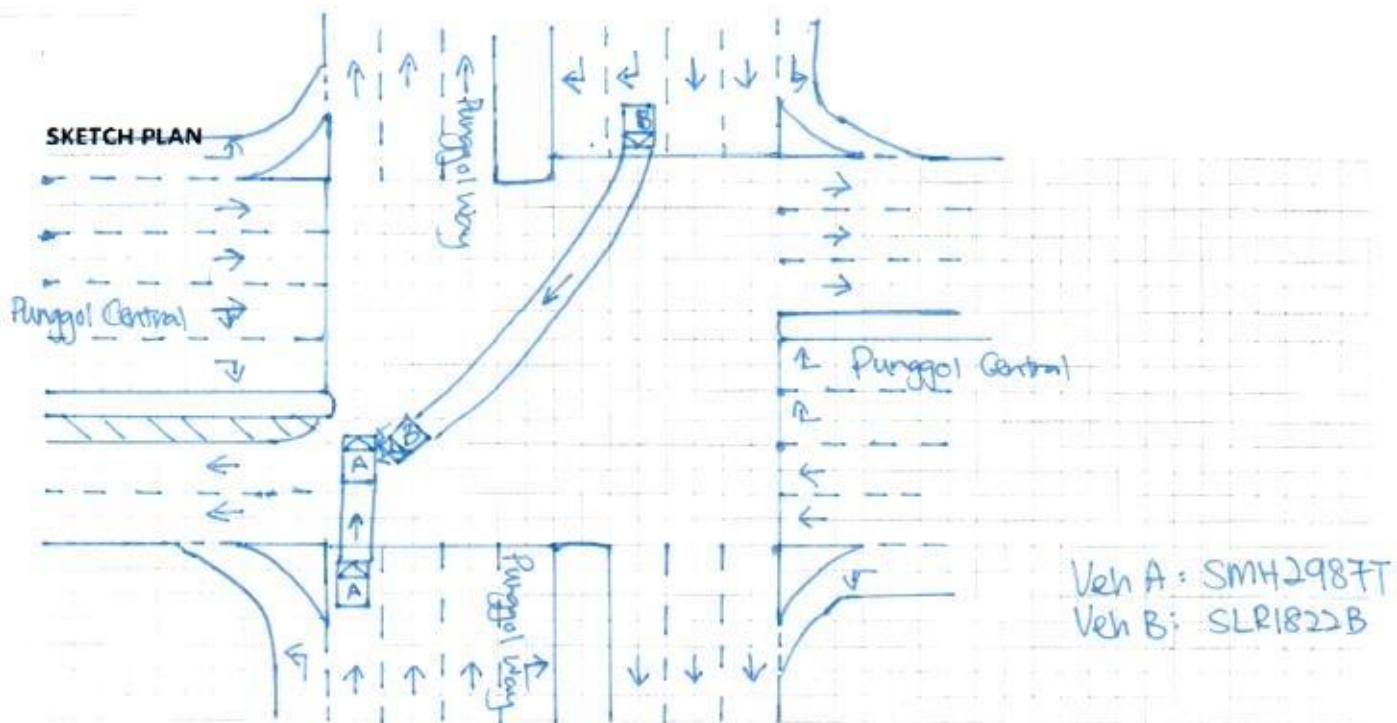 SKETCH PLAN
Punggol Way
B
Punggol Central
Punggol Central
B
A
A
Punggol Way
Veh A: SMH2987T
Veh B: SLR1822B